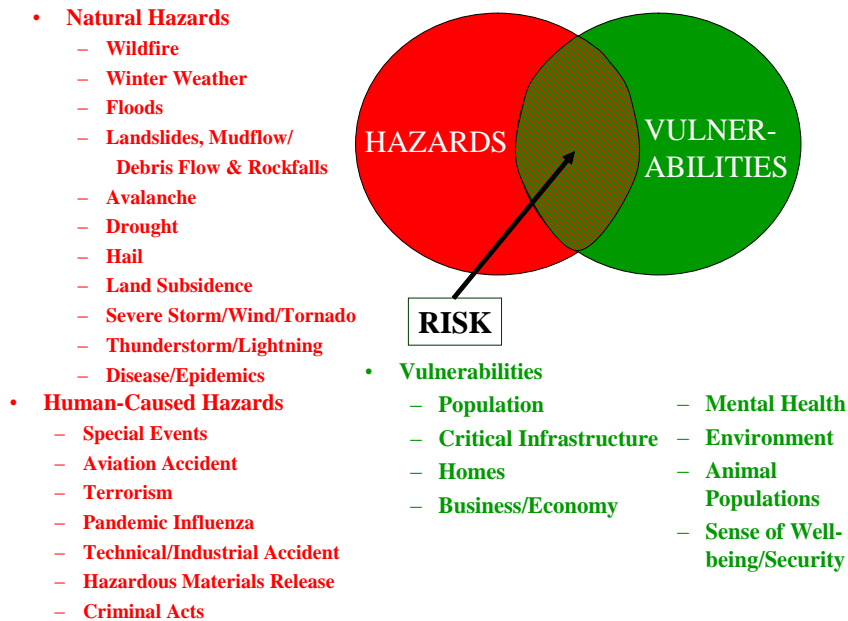 • Natural Hazards
– Wildfire
– Winter Weather
– Floods
– Landslides, Mudflow/
Debris Flow & Rockfalls
– Avalanche
– Drought
– Hail
– Land Subsidence
– Severe Storm/Wind/Tornado
– Thunderstorm/Lightning
– Disease/Epidemics
• Human-Caused Hazards
– Special Events
– Aviation Accident
– Terrorism
– Pandemic Influenza
– Technical/Industrial Accident
– Hazardous Materials Release
– Criminal Acts
HAZARDS
VULNER-
ABILITIES
RISK
• Vulnerabilities
– Population
– Critical Infrastructure
– Homes
– Business/Economy
– Mental Health
– Environment
– Animal
Populations
– Sense of Well-
being/Security